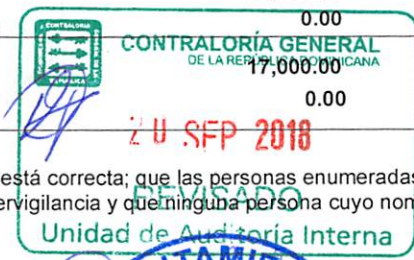 0.00
CONTRALORÍA GENERAL
DE LA REPÚBLICA DOMINICANA
17,000.00
0.00
20 SEP 2018
está correcta; que las personas enumeradas
REVISADO
ervigilancia y que ninguna persona cuyo nom
Unidad de Auditoría Interna